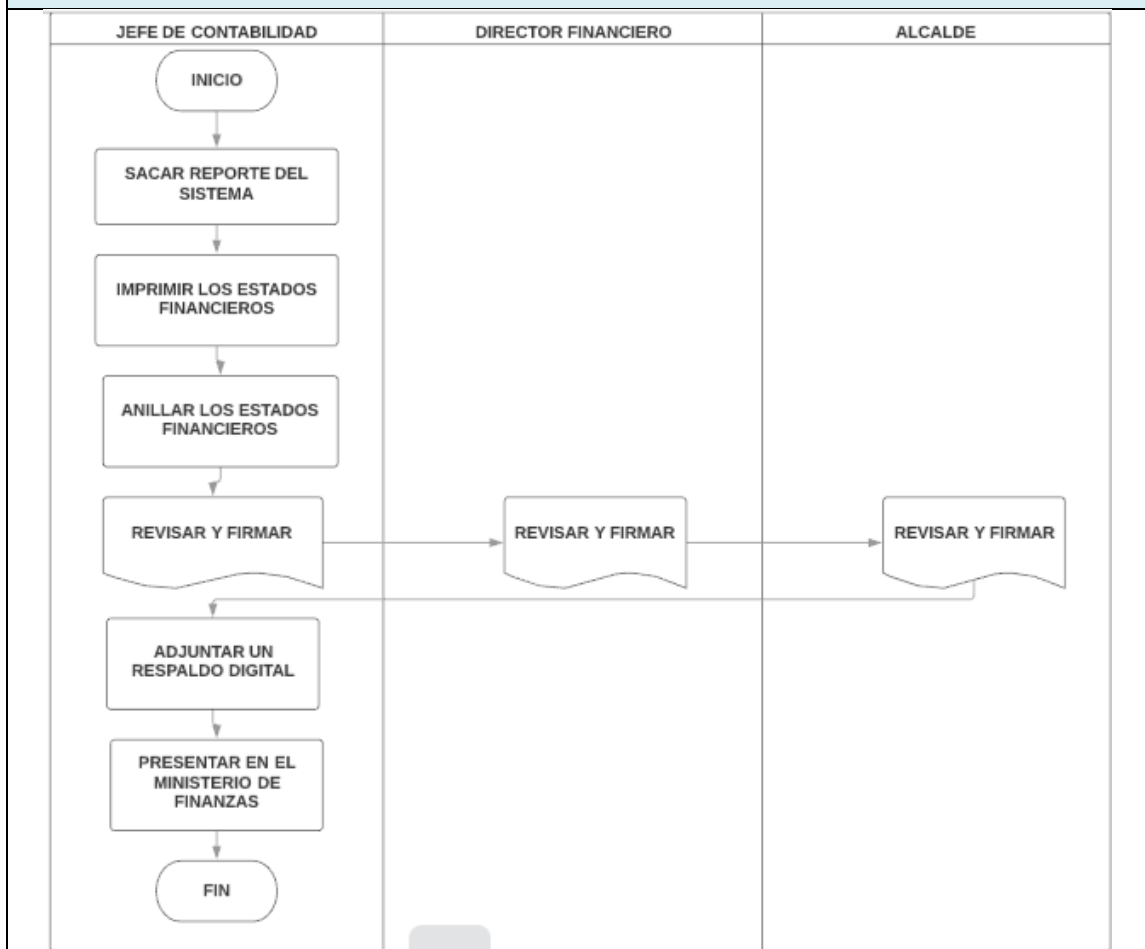 JEFE DE CONTABILIDAD
DIRECTOR FINANCIERO
ALCALDE
INICIO
SACAR REPORTE DEL
SISTEMA
IMPRIMIR LOS ESTADOS
FINANCIEROS
ANILLAR LOS ESTADOS
FINANCIEROS
REVISAR Y FIRMAR
REVISAR Y FIRMAR
REVISAR Y FIRMAR
ADJUNTAR UN
RESPALDO DIGITAL
PRESENTAR EN EL
MINISTERIO DE
FINANZAS
FIN